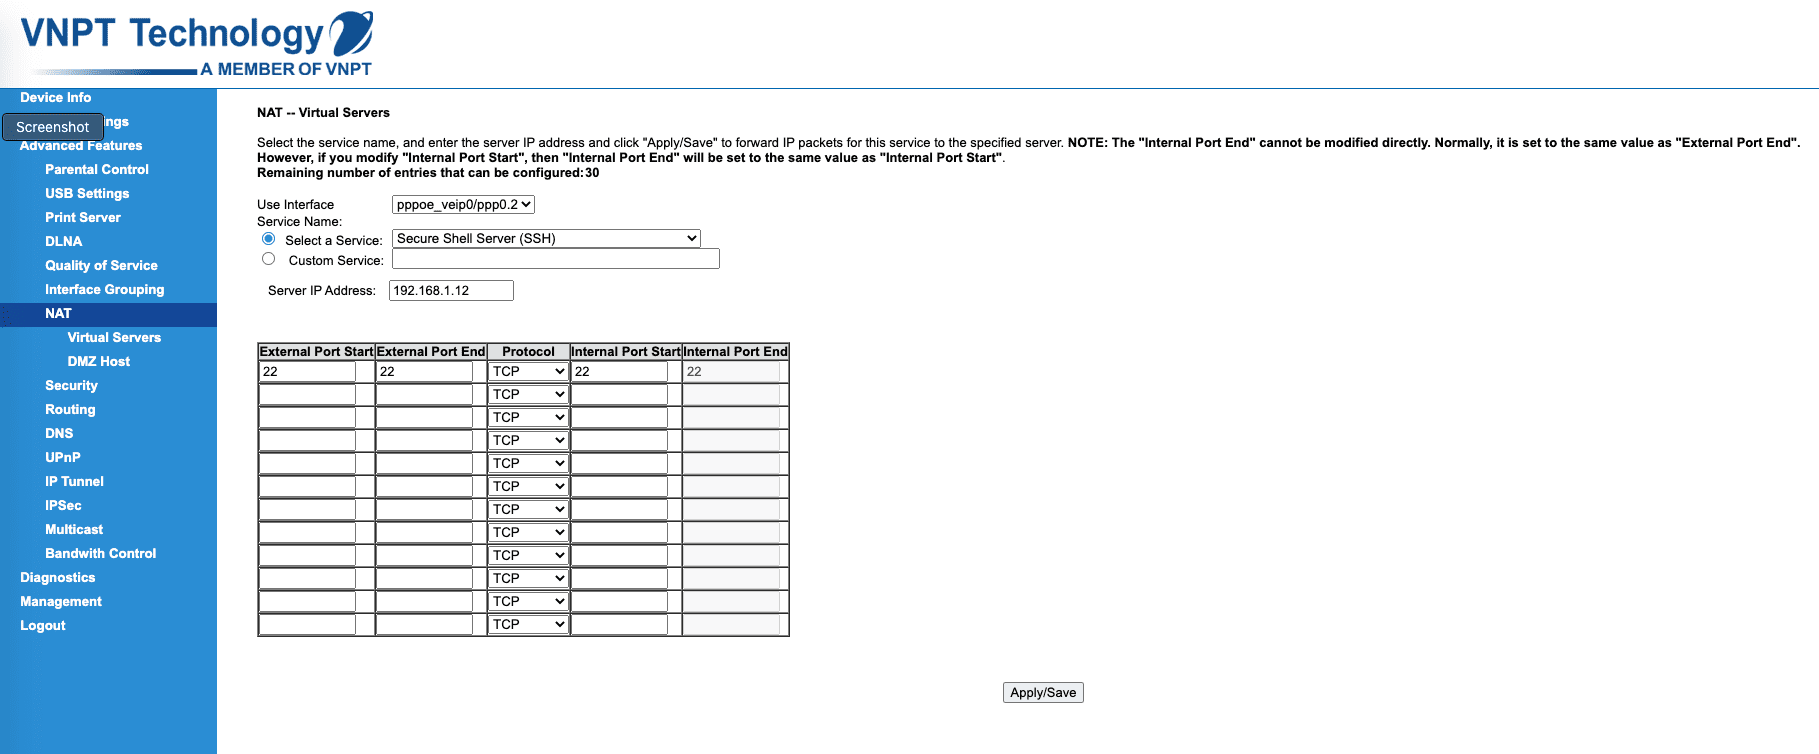 VNPT Technology
A MEMBER OF VNPT
Device Info
Screenshot
ngs
Advanced Features
Parental Control
USB Settings
Print Server
DLNA
Quality of Service
Interface Grouping
NAT
Virtual Servers
DMZ Host
Security
Routing
DNS
UPnP
IP Tunnel
IPSec
Multicast
Bandwith Control
Diagnostics
Management
Logout
NAT -- Virtual Servers
Select the service name, and enter the server IP address and click "Apply/Save" to forward IP packets for this service to the specified server. NOTE: The "Internal Port End" cannot be modified directly. Normally, it is set to the same value as "External Port End".
However, if you modify "Internal Port Start", then "Internal Port End" will be set to the same value as "Internal Port Start".
Remaining number of entries that can be configured:30
Use Interface pppoe_veip0/ppp0.2
Service Name:
Select a Service: Secure Shell Server (SSH)
Custom Service:
Server IP Address: 192.168.1.12
External Port Start External Port End Protocol Internal Port Start Internal Port End
22 22 TCP 22 22
TCP
TCP
TCP
TCP
TCP
TCP
TCP
TCP
TCP
TCP
TCP
Apply/Save